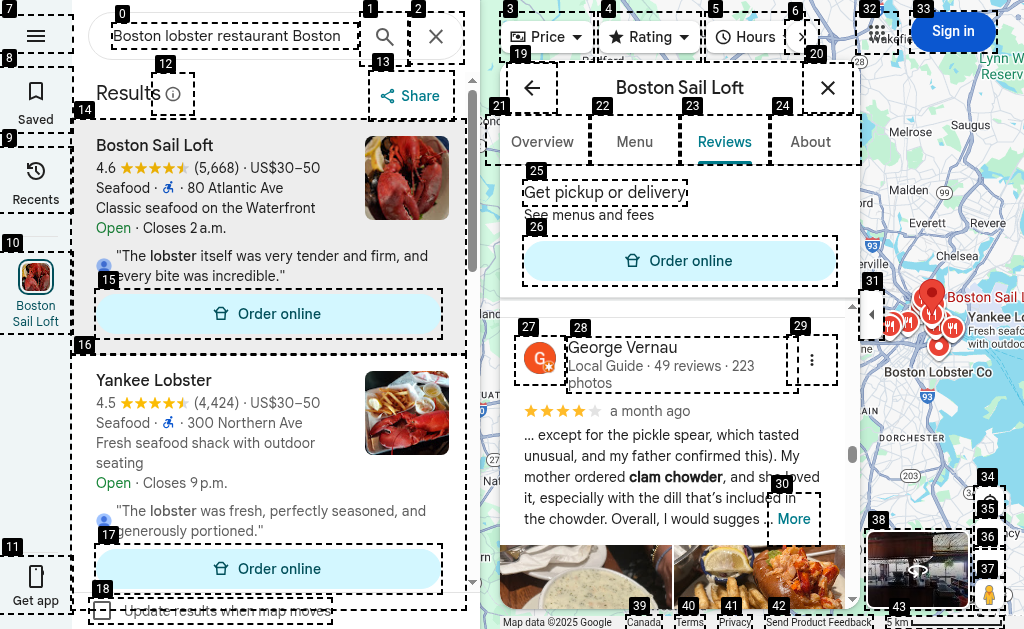 Boston lobster restaurant Boston
Price
Rating
Hours
Sign in
Saved
Recents
Boston
Sail Loft
Get app
Results
Share
Boston Sail Loft
4.6 (5,668) · US$30–50
Seafood · · 80 Atlantic Ave
Classic seafood on the Waterfront
Open · Closes 2 a.m.
"The lobster itself was very tender and firm, and
every bite was incredible."
Order online
Yankee Lobster
4.5 (4,424) · US$30–50
Seafood · · 300 Northern Ave
Fresh seafood shack with outdoor
seating
Open · Closes 9 p.m.
"The lobster was fresh, perfectly seasoned, and
generously portioned."
Order online
Update results when map moves
Boston Sail Loft
Overview
Menu
Reviews
About
Get pickup or delivery
See menus and fees
Order online
George Vernau
Local Guide · 49 reviews · 223
photos
a month ago
... except for the pickle spear, which tasted
unusual, and my father confirmed this). My
mother ordered clam chowder, and she loved
it, especially with the dill that's included in
the chowder. Overall, I would sugges ... More
Melrose
Saugus
Malden
Everett
Revere
Chelsea
Lynn W
Reserv
Boston Sail L
Yankee Lo
Fresh seafoo
with outdoo
Boston Lobster Co
DORCHESTER
93
93
203
28
Map data ©2025 Google
Canada
Terms
Privacy
Send Product Feedback
5 km
0
1
2
3
4
5
6
7
8
9
10
11
12
13
14
15
16
17
18
19
20
21
22
23
24
25
26
27
28
29
30
31
32
33
34
35
36
37
38
39
40
41
42
43